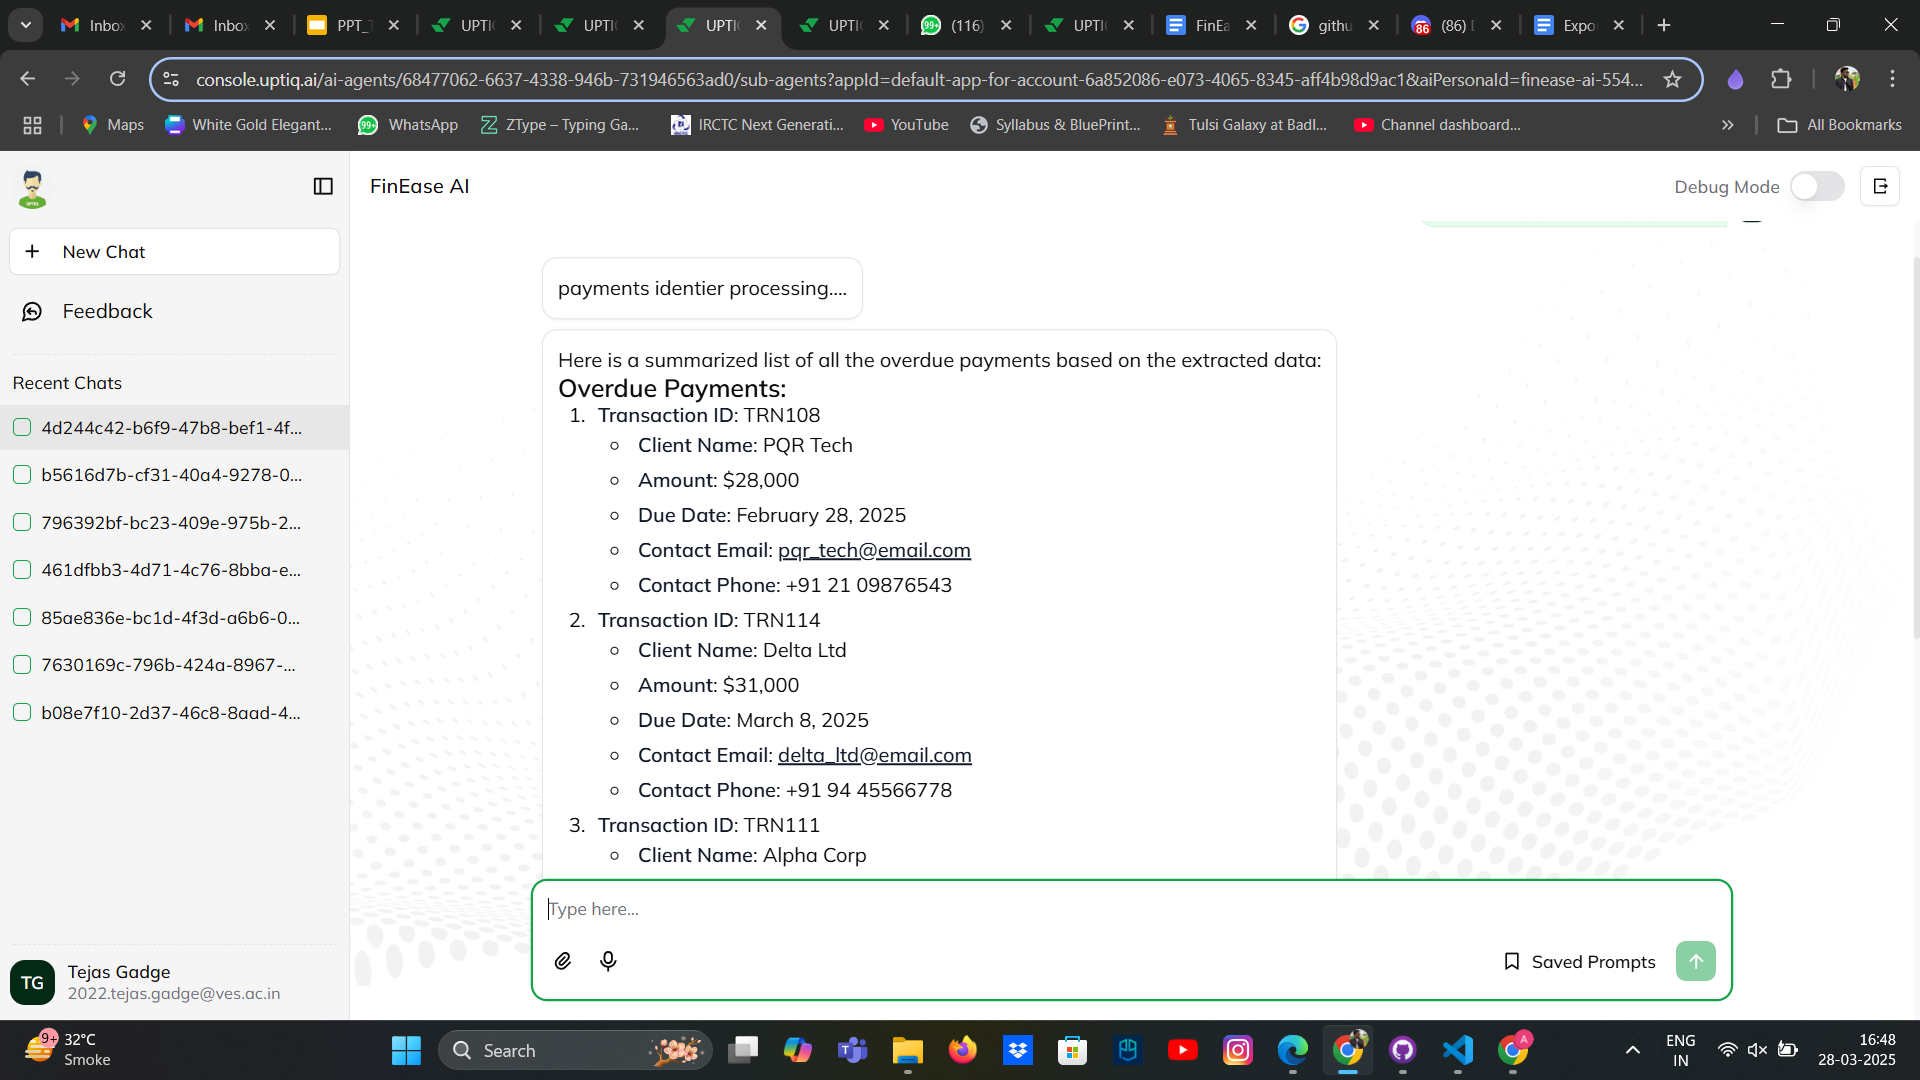 Inbo
Inbo
PPT_
UPTI
UPTI
UPTI
UPTI
99+
(116)
UPTI
FinEa
githu
86
(86)
Expo
console.uptiq.ai/ai-agents/68477062-6637-4338-946b-731946563ad0/sub-agents?appId=default-app-for-account-6a852086-e073-4065-8345-aff4b98d9ac1&aiPersonaId=finease-ai-554...
Maps
White Gold Elegant...
99+
WhatsApp
ZType – Typing Ga...
IRCTC Next Generati...
YouTube
Syllabus & BluePrint...
Tulsi Galaxy at Badl...
Channel dashboard...
All Bookmarks
FinEase AI
Debug Mode
New Chat
Feedback
Recent Chats
4d244c42-b6f9-47b8-bef1-4f...
b5616d7b-cf31-40a4-9278-0...
796392bf-bc23-409e-975b-2...
461dfbb3-4d71-4c76-8bba-e...
85ae836e-bc1d-4f3d-a6b6-0...
7630169c-796b-424a-8967-...
b08e7f10-2d37-46c8-8aad-4...
TG
Tejas Gadge
2022.tejas.gadge@ves.ac.in
payments identier processing....
Here is a summarized list of all the overdue payments based on the extracted data:
Overdue Payments:
1. Transaction ID: TRN108
Client Name: PQR Tech
Amount: $28,000
Due Date: February 28, 2025
Contact Email: pqr_tech@email.com
Contact Phone: +91 21 09876543
2. Transaction ID: TRN114
Client Name: Delta Ltd
Amount: $31,000
Due Date: March 8, 2025
Contact Email: delta_ltd@email.com
Contact Phone: +91 94 45566778
3. Transaction ID: TRN111
Client Name: Alpha Corp
Type here...
Saved Prompts
9+
32°C
Smoke
Search
ENG
IN
16:48
28-03-2025